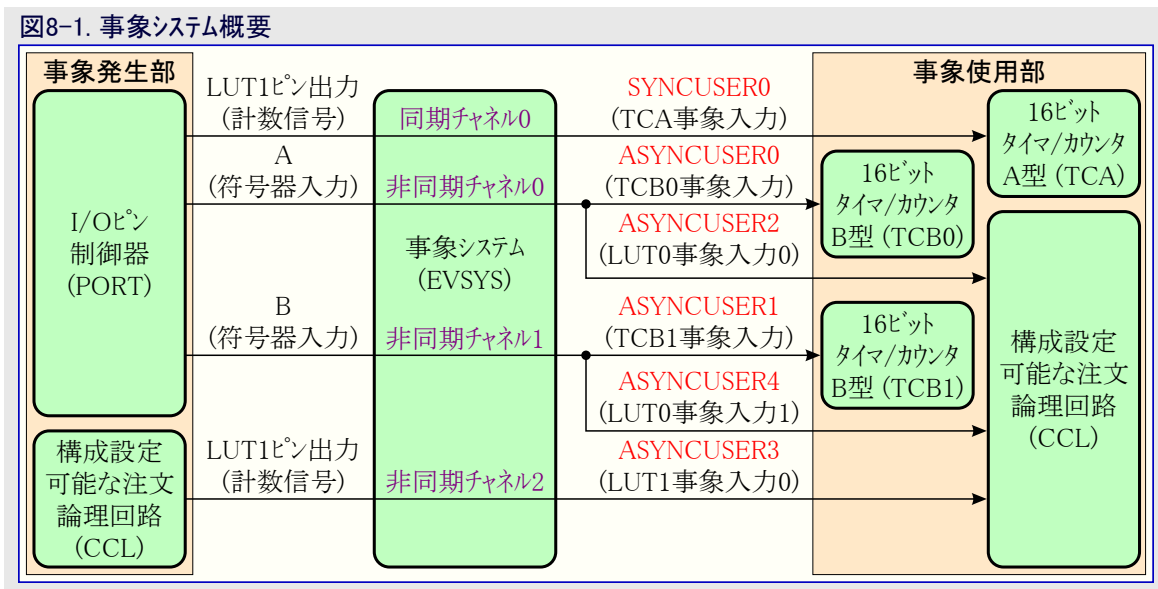 図8-1. 事象システム概要
事象発生部
事象使用部
I/Oピン
制御器
(PORT)
構成設定
可能な注文
論理回路
(CCL)
LUT1ピン出力
(計数信号)
A
(符号器入力)
B
(符号器入力)
LUT1ピン出力
(計数信号)
同期チャネル0
非同期チャネル0
事象システム
(EVSYS)
非同期チャネル1
非同期チャネル2
SYNCUSER0
(TCA事象入力)
ASYNCUSER0
(TCB0事象入力)
ASYNCUSER2
(LUT0事象入力0)
ASYNCUSER1
(TCB1事象入力)
ASYNCUSER4
(LUT0事象入力1)
ASYNCUSER3
(LUT1事象入力0)
16ビット
タイマ/カウンタ
B型 (TCB0)
16ビット
タイマ/カウンタ
B型 (TCB1)
16ビット
タイマ/カウンタ
A型 (TCA)
構成設定
可能な注文
論理回路
(CCL)